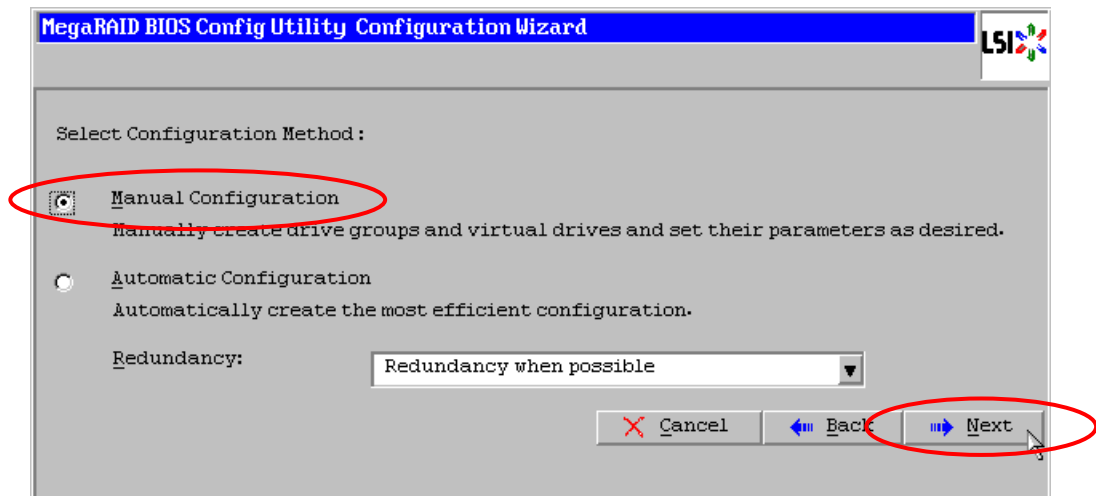 MegaRAID BIOS Config Utility Configuration Wizard
LSI
Select Configuration Method:
Manual Configuration
Manually create drive groups and virtual drives and set their parameters as desired.
Automatic Configuration
Automatically create the most efficient configuration.
Redundancy: Redundancy when possible
Cancel Back Next